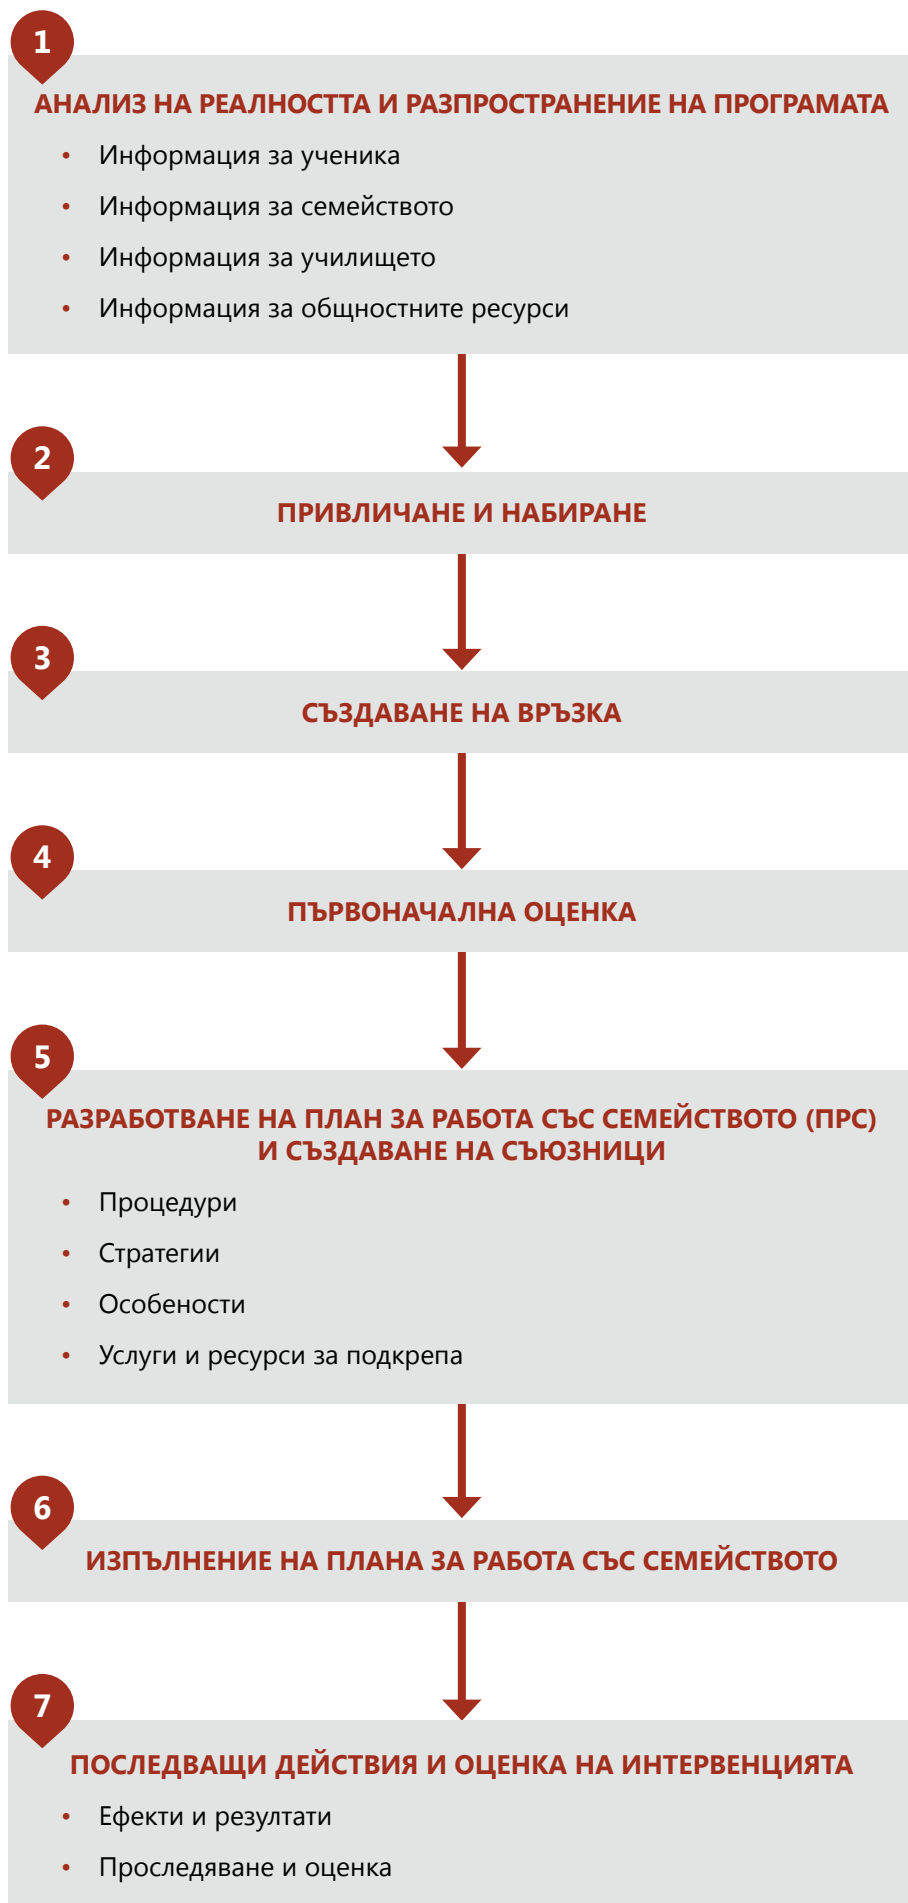 1
АНАЛИЗ НА РЕАЛНОСТТА И РАЗПРОСТРАНЕНИЕ НА ПРОГРАМАТА
• Информация за ученика
• Информация за семейството
• Информация за училището
• Информация за общностните ресурси
2
ПРИВЛИЧАНЕ И НАБИРАНЕ
3
СЪЗДАВАНЕ НА ВРЪЗКА
4
ПЪРВОНАЧАЛНА ОЦЕНКА
5
РАЗРАБОТВАНЕ НА ПЛАН ЗА РАБОТА СЪС СЕМЕЙСТВОТО (ПРС)
И СЪЗДАВАНЕ НА СЪЮЗНИЦИ
• Процедури
• Стратегии
• Особености
• Услуги и ресурси за подкрепа
6
ИЗПЪЛНЕНИЕ НА ПЛАНА ЗА РАБОТА СЪС СЕМЕЙСТВОТО
7
ПОСЛЕДВАЩИ ДЕЙСТВИЯ И ОЦЕНКА НА ИНТЕРВЕНЦИЯТА
• Ефекти и резултати
• Проследяване и оценка